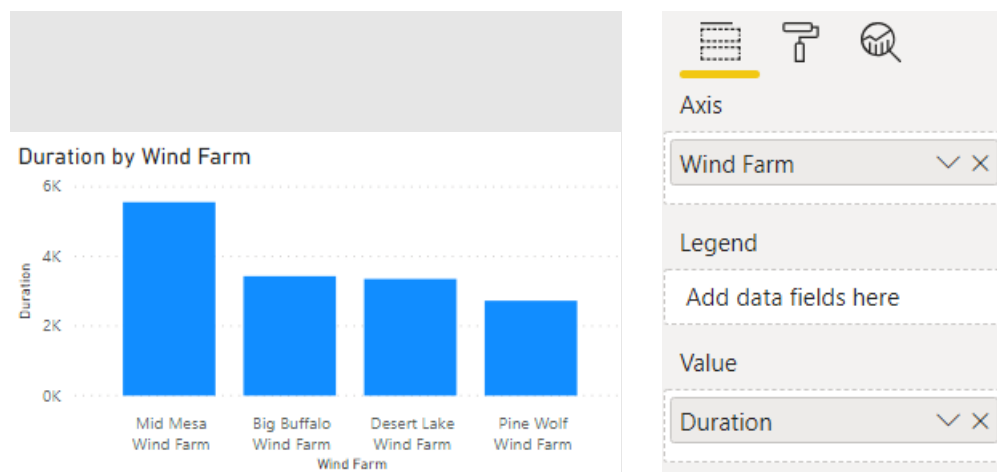 Duration by Wind Farm
6K
4K
2K
0K
Duration
Mid Mesa
Wind Farm
Big Buffalo
Wind Farm
Desert Lake
Wind Farm
Pine Wolf
Wind Farm
Wind Farm
Axis
Wind Farm
Legend
Add data fields here
Value
Duration